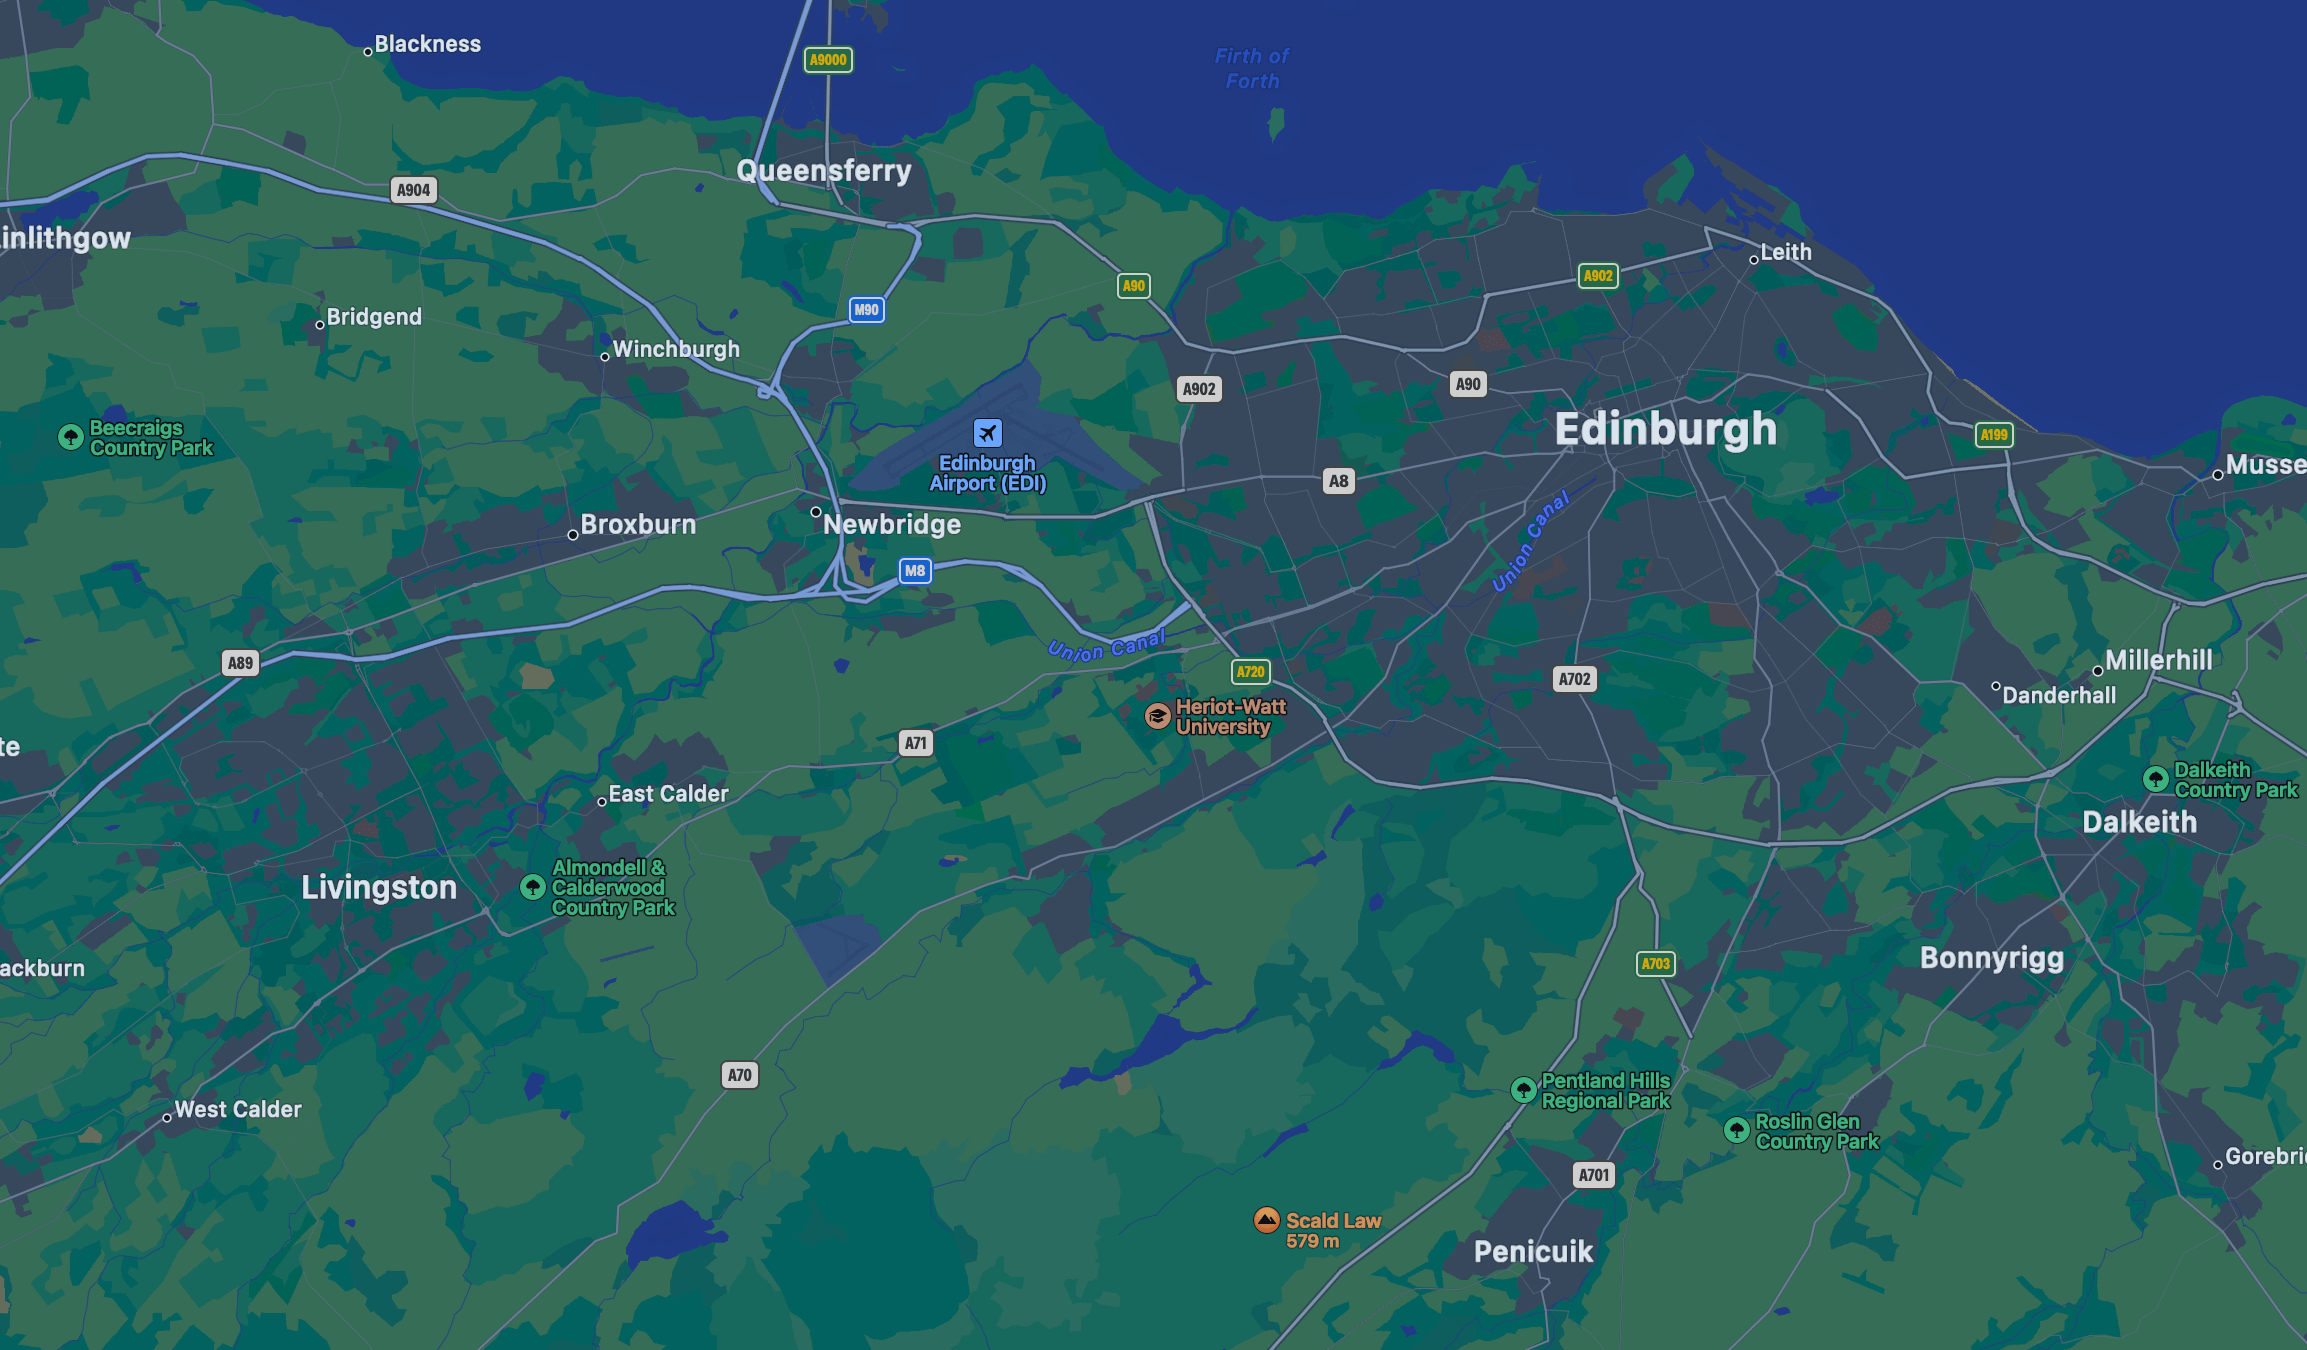 Blackness
A9000
Firth of
Forth
Queensferry
A904
inlithgow
Leith
A90
A902
M90
Bridgend
Winchburgh
A902
A90
Edinburgh
Beecraigs
Country Park
A199
Edinburgh
Airport (EDI)
Musse
A8
Broxburn
Newbridge
Union Canal
M8
Union Canal
A89
A720
A702
Millerhill
Danderhall
Heriot-Watt
University
te
A71
Dalkeith
Country Park
East Calder
Dalkeith
Livingston
Almondell &
Calderwood
Country Park
ackburn
A703
Bonnyrigg
A70
Pentland Hills
Regional Park
West Calder
Roslin Glen
Country Park
A701
Gorebri
Scald Law
579 m
Penicuik